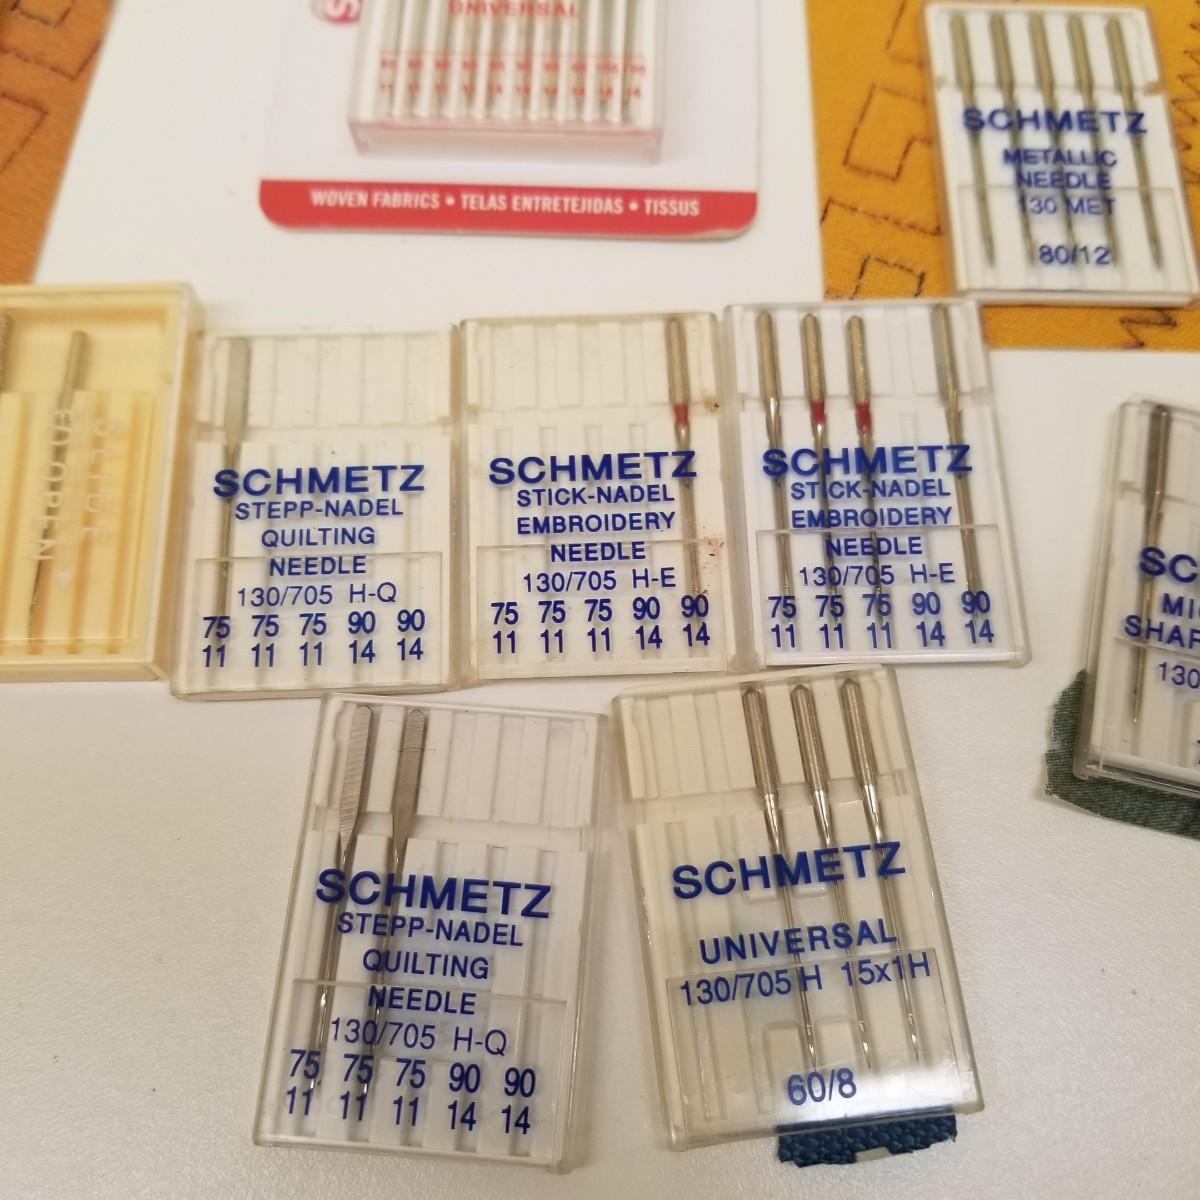 UNIVERSAL
WOVEN FABRICS • TELAS ENTRETEJIDAS • TISSUS
SCHMETZ
METALLIC
NEEDLE
130 MET
80/12
SCHMETZ
STEPP-NADEL
QUILTING
NEEDLE
130/705 H-Q
75 75 75 90 90
11 11 11 14 14
SCHMETZ
STICK-NADEL
EMBROIDERY
NEEDLE
130/705 H-E
75 75 75 90 90
11 11 11 14 14
SCHMETZ
STICK-NADEL
EMBROIDERY
NEEDLE
130/705 H-E
75 75 75 90 90
11 11 11 14 14
SC
MIC
SHAR
130
SCHMETZ
STEPP-NADEL
QUILTING
NEEDLE
130/705 H-Q
75 75 75 90 90
11 11 11 14 14
SCHMETZ
UNIVERSAL
130/705 H 15x1H
60/8